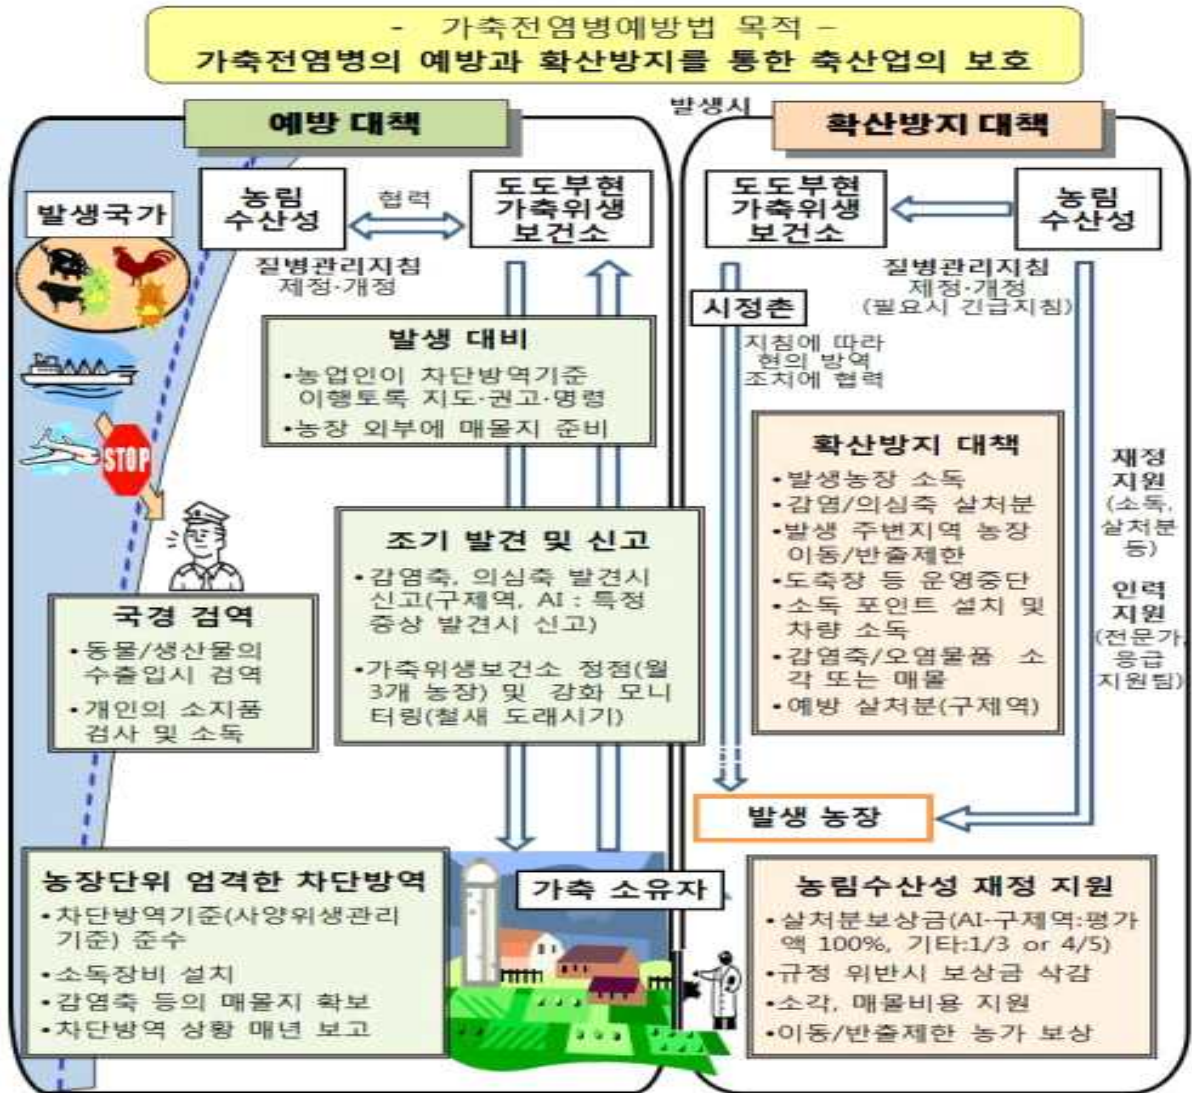 - 가축전염병예방법 목적 –
가축전염병의 예방과 확산방지를 통한 축산업의 보호
예방 대책
발생국가
농림
수산성
협력
도도부현
가축위생
보건소
질병관리지침
제정·개정
발생 대비
•농업인이 차단방역기준
이행토록 지도·권고·명령
•농장 외부에 매몰지 준비
STOP
조기 발견 및 신고
•감염축, 의심축 발견시
신고(구제역, AI : 특정
증상 발견시 신고)
•가축위생보건소 정점(월
3개 농장) 및 강화 모니
터링(철새 도래시기)
국경 검역
•동물/생산물의
수출입시 검역
•개인의 소지품
검사 및 소독
농장단위 엄격한 차단방역
•차단방역기준(사양위생관리
기준) 준수
•소독장비 설치
•감염축 등의 매몰지 확보
•차단방역 상황 매년 보고
가축 소유자
발생시
확산방지 대책
도도부현
가축위생
보건소
농림
수산성
질병관리지침
제정·개정
(필요시 긴급지침)
시정촌
지침에 따라
현의 방역
조치에 협력
확산방지 대책
•발생농장 소독
•감염/의심축 살처분
•발생 주변지역 농장
이동/반출제한
•도축장 등 운영중단
•소독 포인트 설치 및
차량 소독
•감염축/오염물품 소
각 또는 매몰
•예방 살처분(구제역)
재정
지원
(소독,
살처분
등)
인력
지원
(전문가,
응급
지원팀)
발생 농장
농림수산성 재정 지원
•살처분보상금(AI·구제역:평가
액 100%, 기타:1/3 or 4/5)
•규정 위반시 보상금 삭감
•소각, 매몰비용 지원
•이동/반출제한 농가 보상